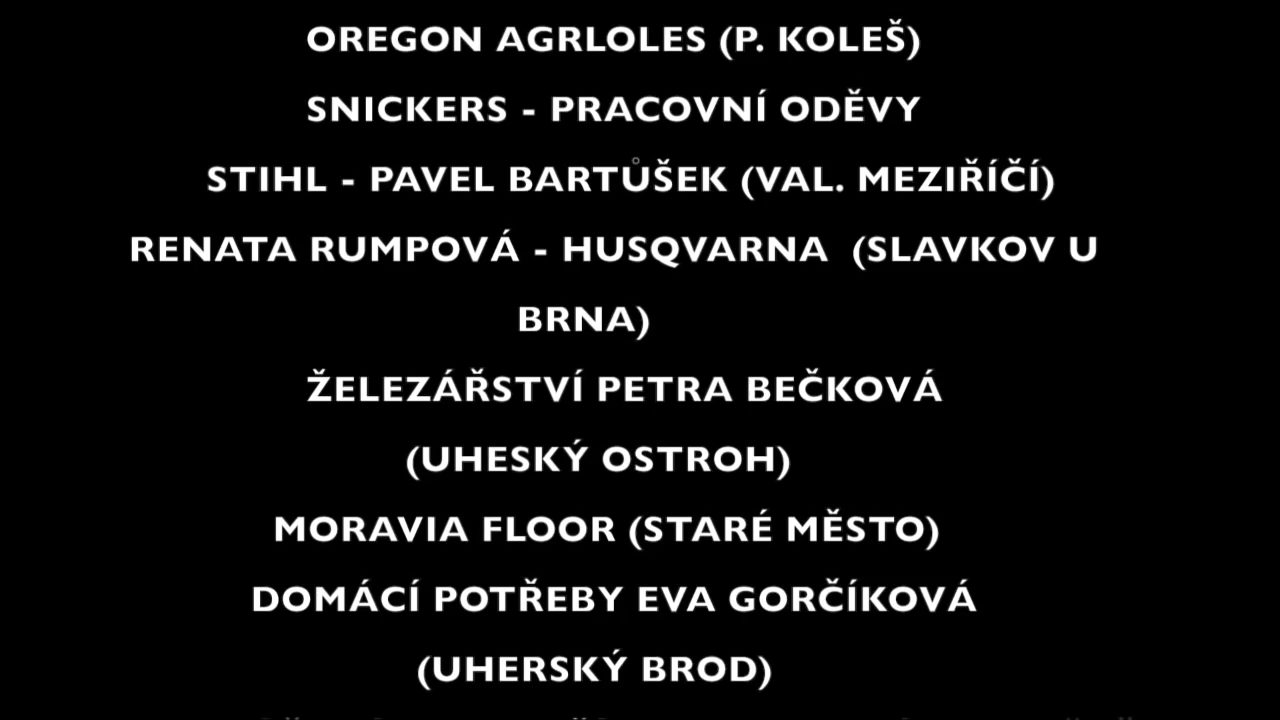 OREGON AGRLOLES (P. KOLEŠ)
SNICKERS - PRACOVNÍ ODĚVY
STIHL - PAVEL BARTŮŠEK (VAL. MEZIŘÍČÍ)
RENATA RUMPOVÁ - HUSQVARNA (SLAVKOV U
BRNA)
ŽELEZÁŘSTVÍ PETRA BEČKOVÁ
(UHESKÝ OSTROH)
MORAVIA FLOOR (STARÉ MĚSTO)
DOMÁCÍ POTŘEBY EVA GORČÍKOVÁ
(UHERSKÝ BROD)